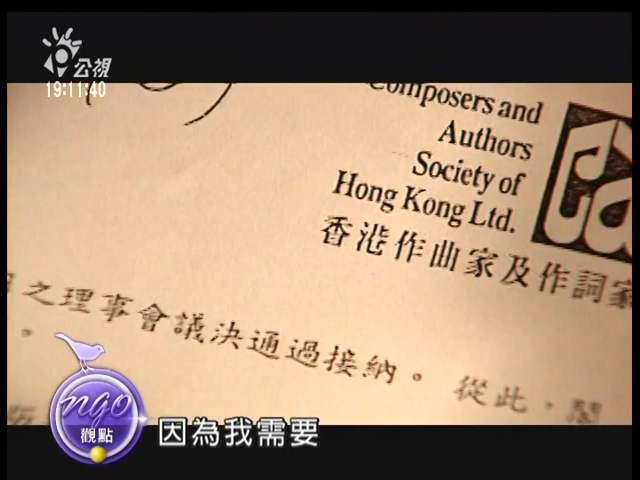 公視
19:11:40
Composers and
Authors
Society of
Hong Kong Ltd.
香港作曲家及作詞家
之理事會議決通過接納。 從此,閣
ngo
觀點
因為我需要